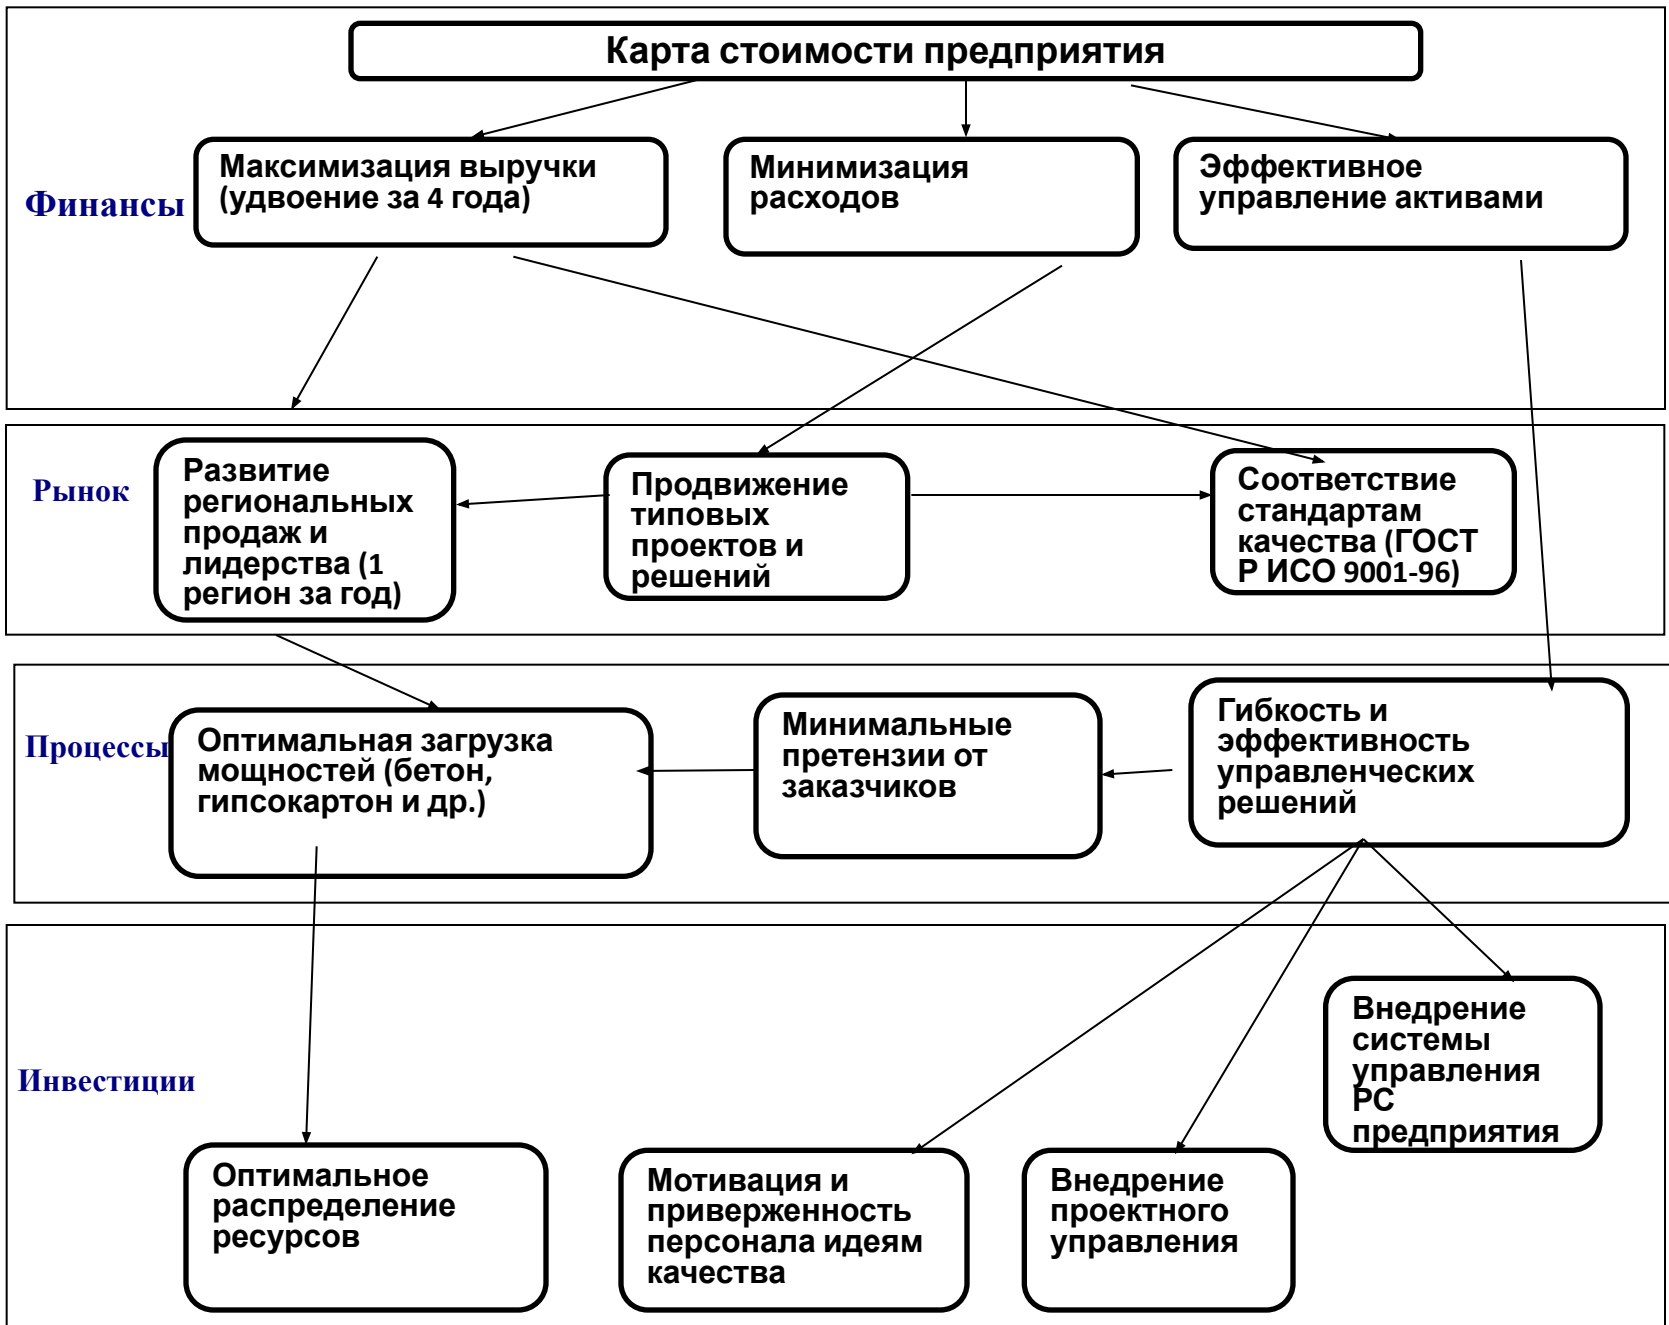 Карта стоимости предприятия
Максимизация выручки
(удвоение за 4 года)
Минимизация
расходов
Эффективное
управление активами
Финансы
Развитие
региональных
продаж и
лидерства (1
регион за год)
Рынок
Продвижение
типовых
проектов и
решений
Соответствие
стандартам
качества (ГОСТ
Р ИСО 9001-96)
Процессы
Оптимальная загрузка
мощностей (бетон,
гипсокартон и др.)
Минимальные
претензии от
заказчиков
Гибкость и
эффективность
управленческих
решений
Инвестиции
Внедрение
системы
управления
РС
предприятия
Оптимальное
распределение
ресурсов
Мотивация и
приверженность
персонала идеям
качества
Внедрение
проектного
управления